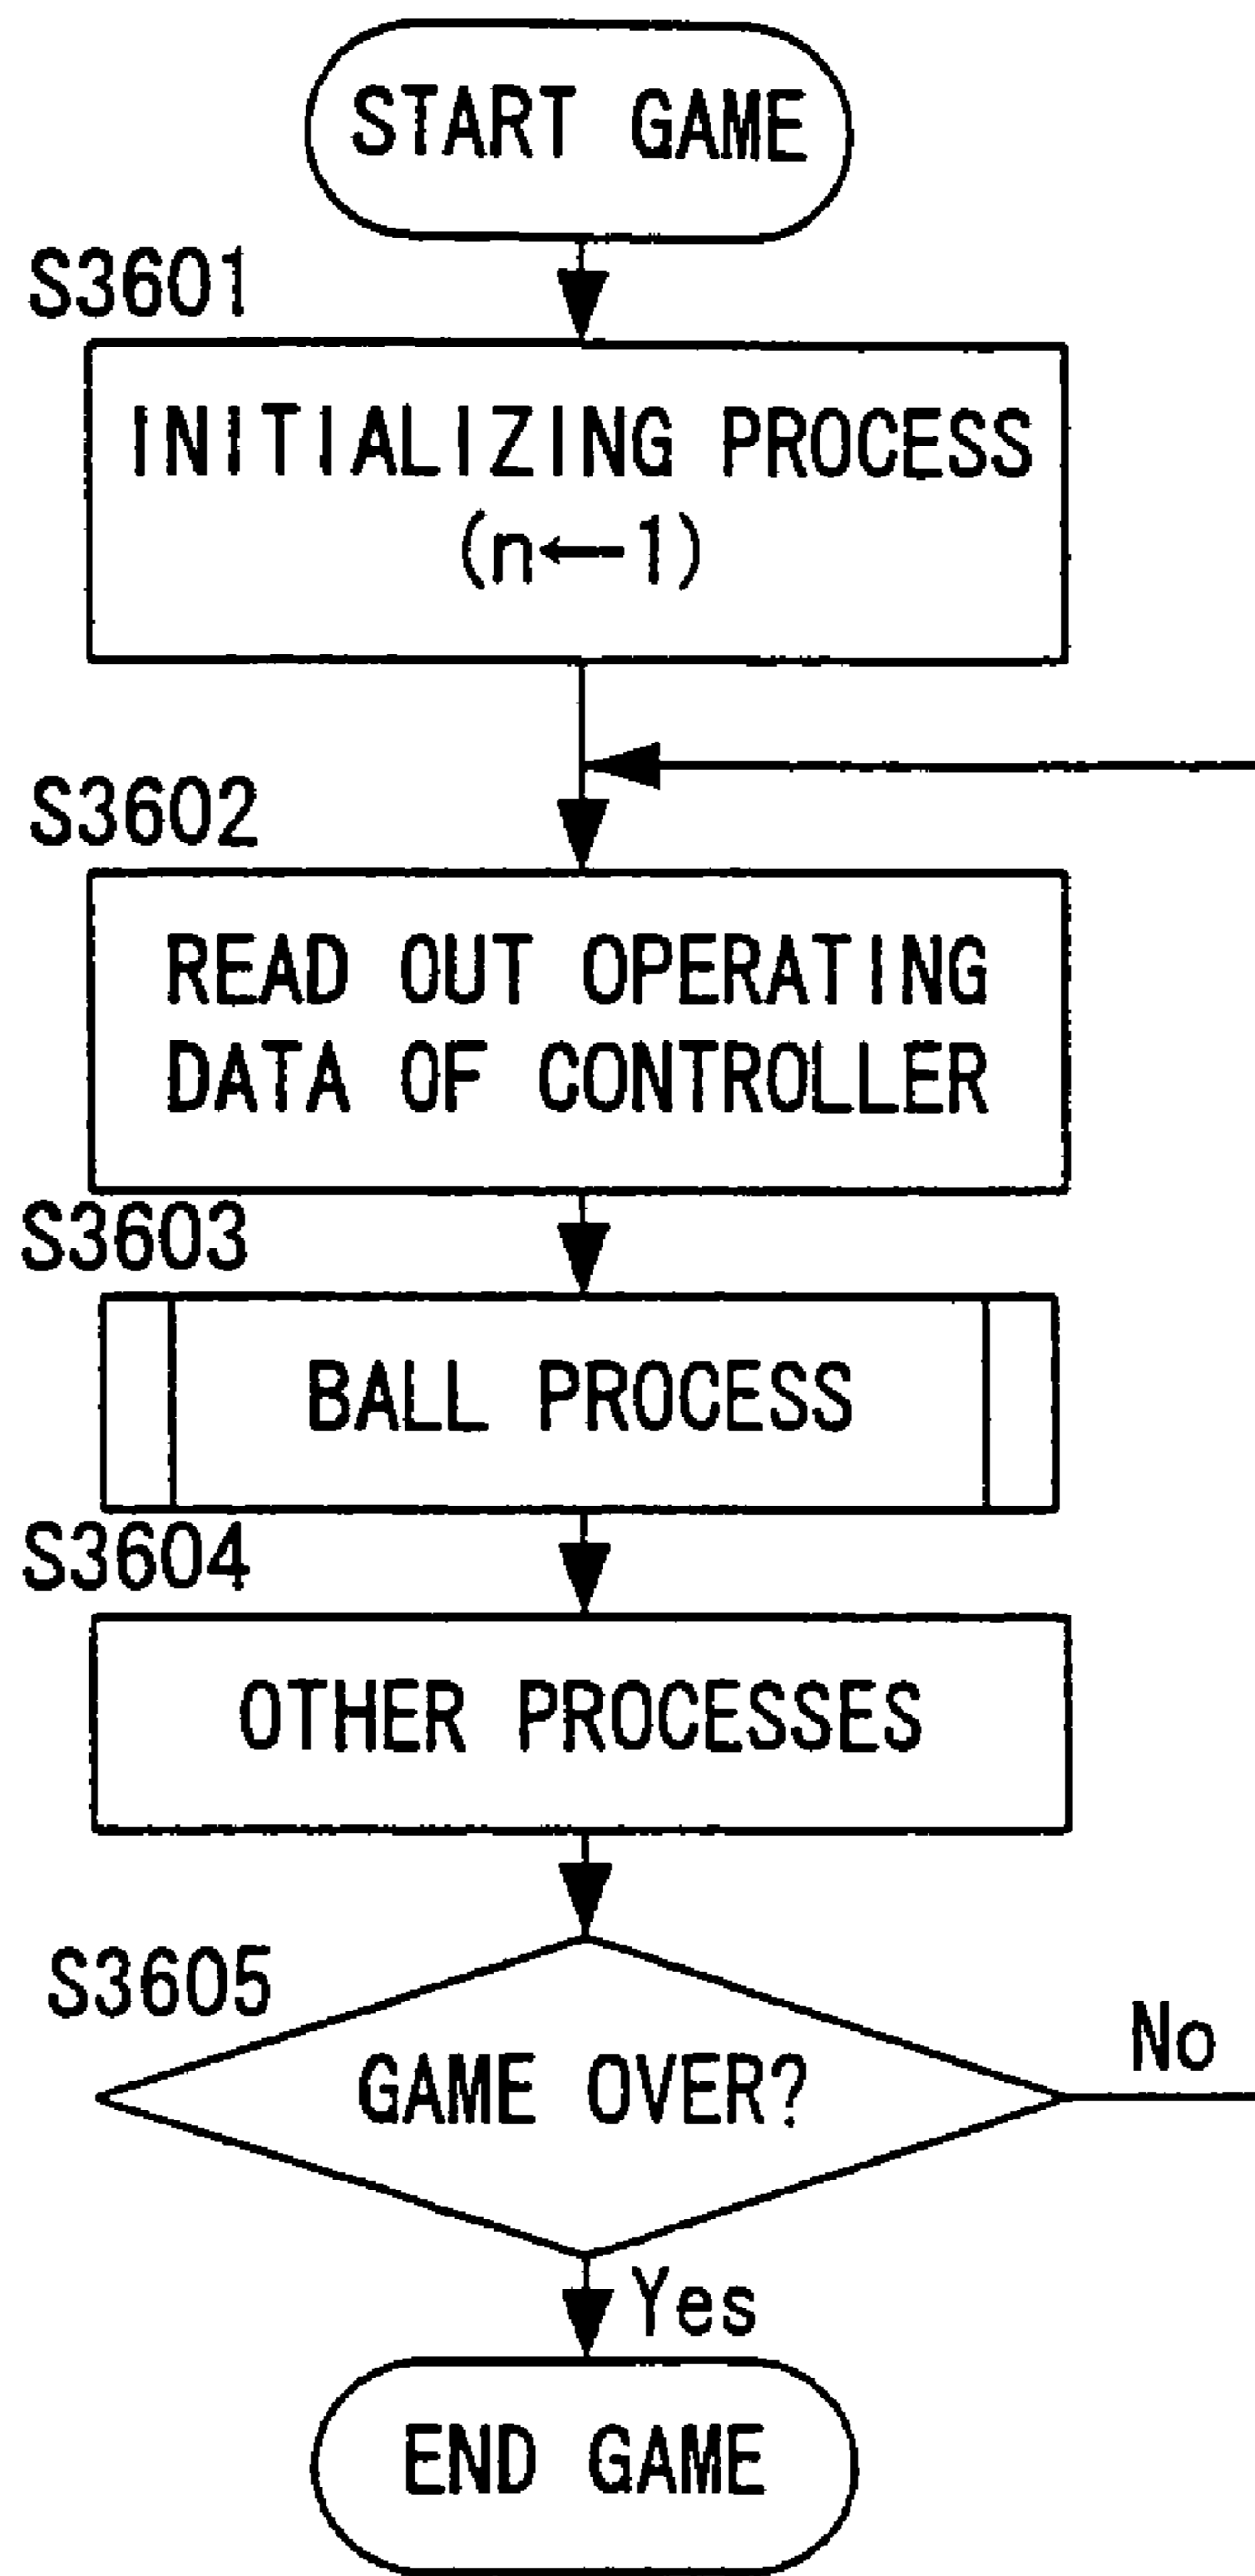 START GAME
S3601
INITIALIZING PROCESS
(n←1)
S3602
READ OUT OPERATING
DATA OF CONTROLLER
S3603
BALL PROCESS
S3604
OTHER PROCESSES
S3605
GAME OVER?
No
Yes
END GAME